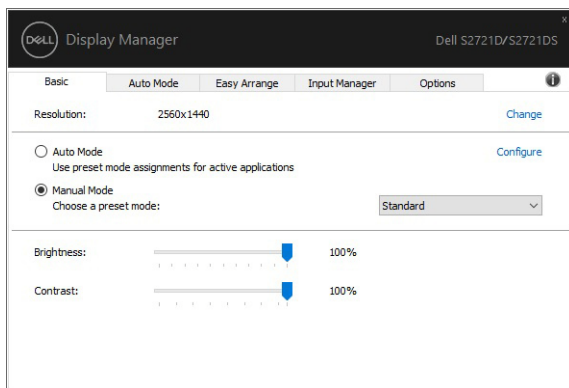 DELL Display Manager Dell S2721D/S2721DS
x
Basic Auto Mode Easy Arrange Input Manager Options i
Resolution: 2560x1440 Change
Auto Mode Configure
Use preset mode assignments for active applications
Manual Mode
Choose a preset mode: Standard
Brightness: 100%
Contrast: 100%